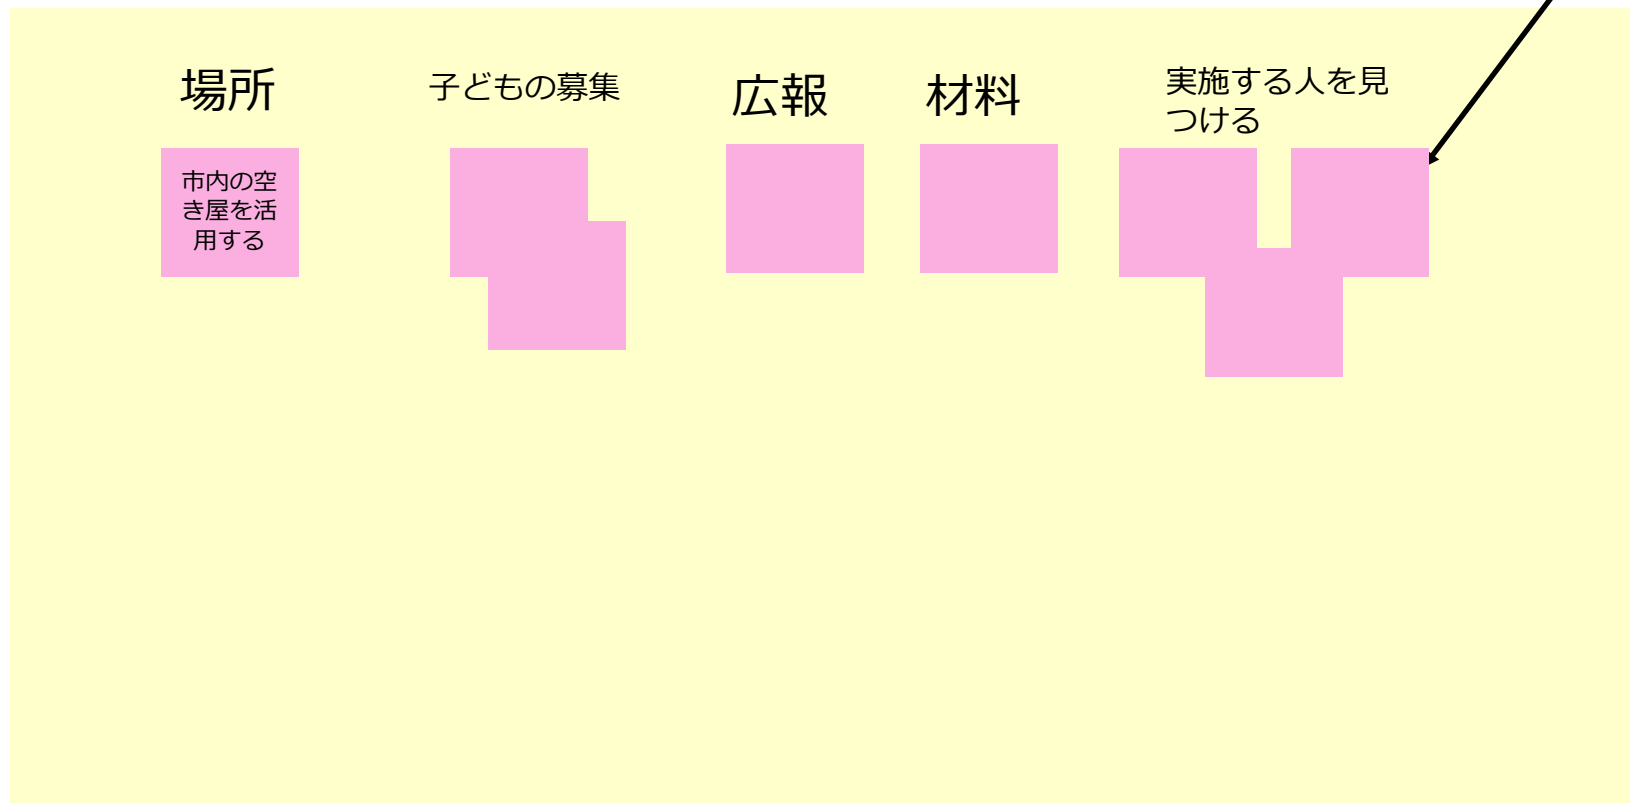 場所
子どもの募集
広報
材料
実施する人を見
つける
市内の空
き屋を活
用する